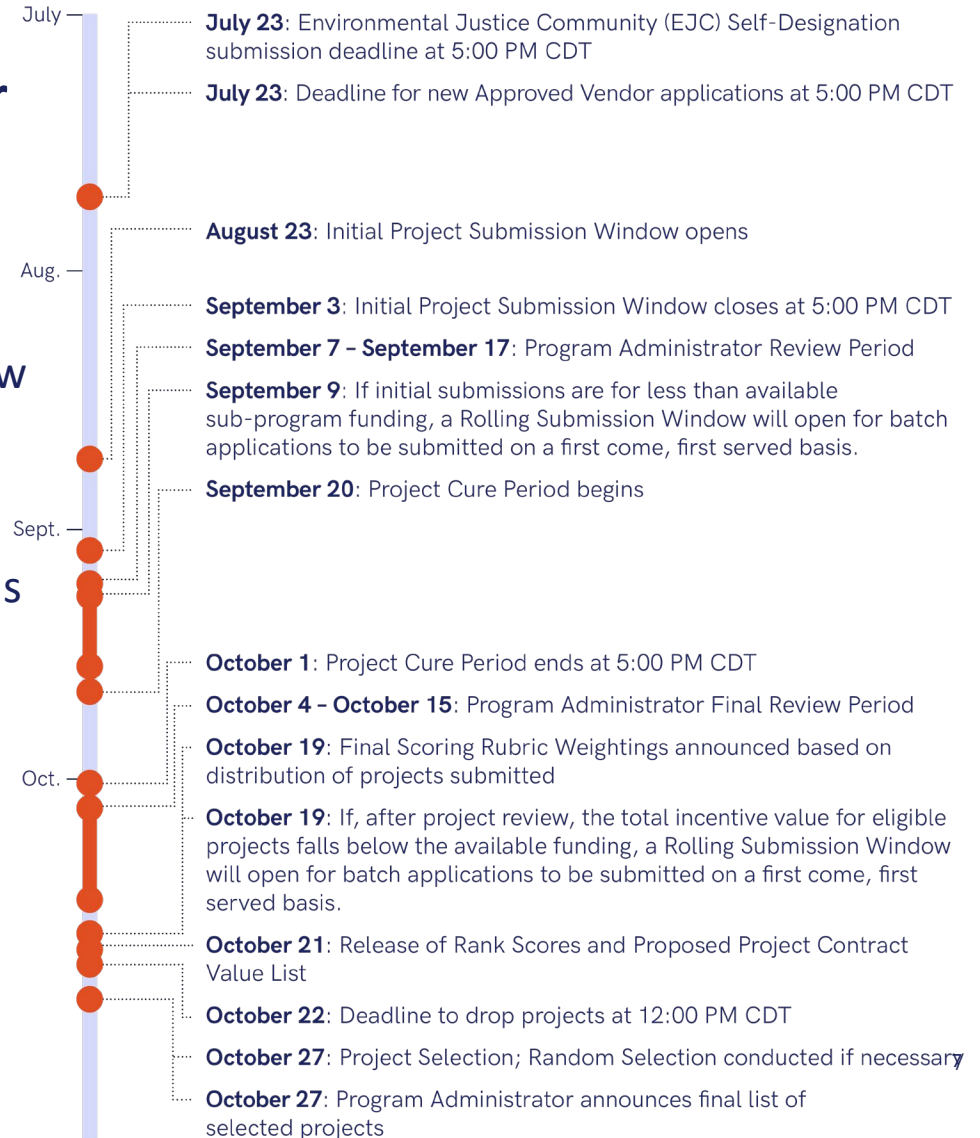 July
July 23: Environmental Justice Community (EJC) Self-Designation
submission deadline at 5:00 PM CDT
r
July 23: Deadline for new Approved Vendor applications at 5:00 PM CDT
August 23: Initial Project Submission Window opens
Aug.
September 3: Initial Project Submission Window closes at 5:00 PM CDT
September 7 – September 17: Program Administrator Review Period
w
September 9: If initial submissions are for less than available
sub-program funding, a Rolling Submission Window will open for batch
applications to be submitted on a first come, first served basis.
September 20: Project Cure Period begins
Sept.
s
October 1: Project Cure Period ends at 5:00 PM CDT
October 4 – October 15: Program Administrator Final Review Period
October 19: Final Scoring Rubric Weightings announced based on
distribution of projects submitted
Oct.
October 19: If, after project review, the total incentive value for eligible
projects falls below the available funding, a Rolling Submission Window
will open for batch applications to be submitted on a first come, first
served basis.
October 21: Release of Rank Scores and Proposed Project Contract
Value List
October 22: Deadline to drop projects at 12:00 PM CDT
October 27: Project Selection; Random Selection conducted if necessary
7
October 27: Program Administrator announces final list of
selected projects